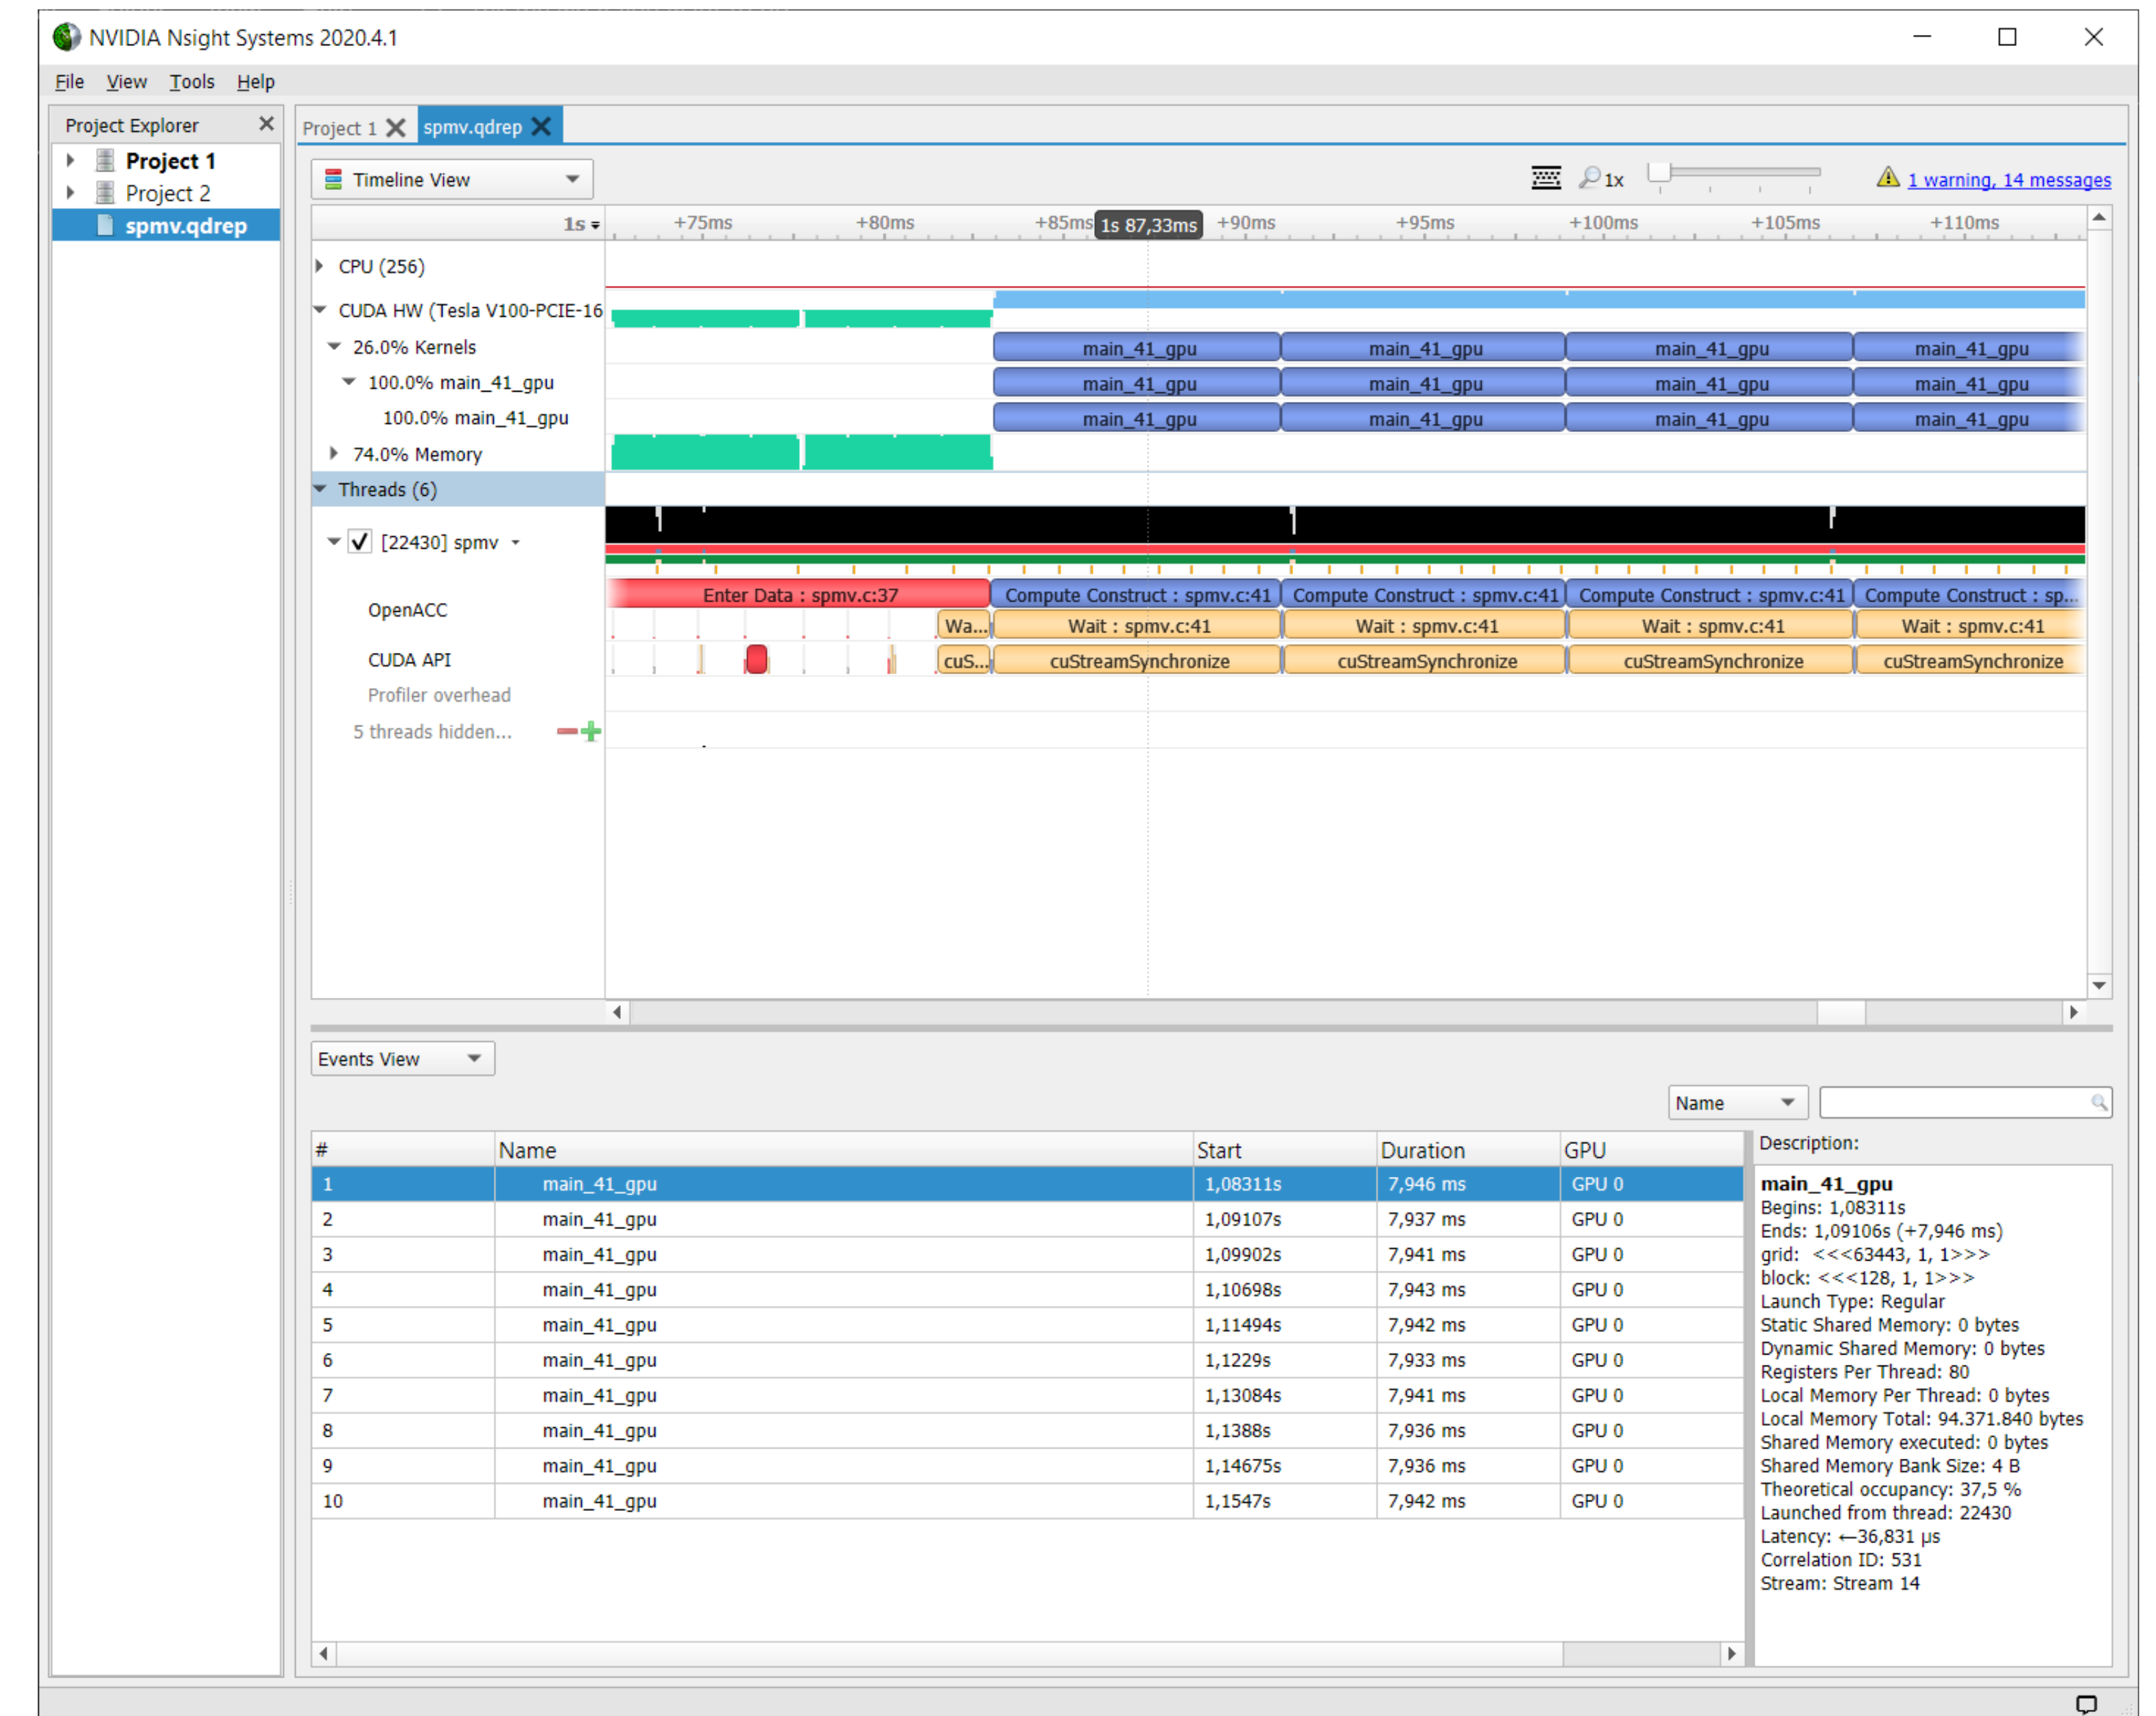 NVIDIA Nsight Systems 2020.4.1
File View Tools Help
Project Explorer
Project 1
Project 2
spmv.qdrep
Project 1 spmv.qdrep
Timeline View 1x 1 warning, 14 messages
1s +75ms +80ms +85ms 1s 87,33ms +90ms +95ms +100ms +105ms +110ms
CPU (256)
CUDA HW (Tesla V100-PCIE-16
26.0% Kernels main_41_gpu main_41_gpu main_41_gpu main_41_gpu
100.0% main_41_gpu main_41_gpu main_41_gpu main_41_gpu main_41_gpu
100.0% main_41_gpu main_41_gpu main_41_gpu main_41_gpu main_41_gpu
74.0% Memory
Threads (6)
[22430] spmv
Enter Data : spmv.c:37 Compute Construct : spmv.c:41 Compute Construct : spmv.c:41 Compute Construct : spmv.c:41 Compute Construct : sp...
OpenACC
Wa... Wait : spmv.c:41 Wait : spmv.c:41 Wait : spmv.c:41 Wait : spmv.c:41
CUDA API cuS... cuStreamSynchronize cuStreamSynchronize cuStreamSynchronize cuStreamSynchronize
Profiler overhead
5 threads hidden...
Events View
Name
# Name Start Duration GPU
1 main_41_gpu 1,08311s 7,946 ms GPU 0
2 main_41_gpu 1,09107s 7,937 ms GPU 0
3 main_41_gpu 1,09902s 7,941 ms GPU 0
4 main_41_gpu 1,10698s 7,943 ms GPU 0
5 main_41_gpu 1,11494s 7,942 ms GPU 0
6 main_41_gpu 1,1229s 7,933 ms GPU 0
7 main_41_gpu 1,13084s 7,941 ms GPU 0
8 main_41_gpu 1,1388s 7,936 ms GPU 0
9 main_41_gpu 1,14675s 7,936 ms GPU 0
10 main_41_gpu 1,1547s 7,942 ms GPU 0
Description:
main_41_gpu
Begins: 1,08311s
Ends: 1,09106s (+7,946 ms)
grid: <<<63443, 1, 1>>>
block: <<<128, 1, 1>>>
Launch Type: Regular
Static Shared Memory: 0 bytes
Dynamic Shared Memory: 0 bytes
Registers Per Thread: 80
Local Memory Per Thread: 0 bytes
Local Memory Total: 94.371.840 bytes
Shared Memory executed: 0 bytes
Shared Memory Bank Size: 4 B
Theoretical occupancy: 37,5 %
Launched from thread: 22430
Latency: ←36,831 μs
Correlation ID: 531
Stream: Stream 14